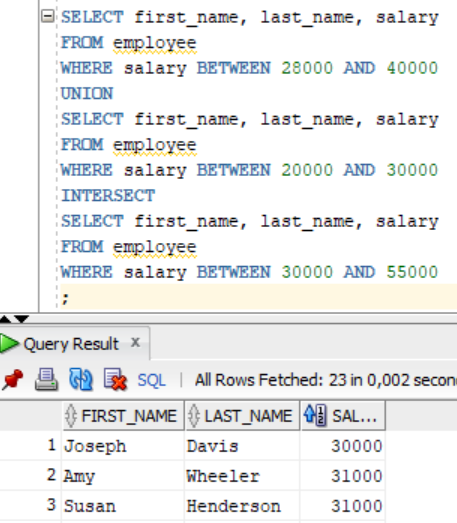 SELECT first_name, last_name, salary
FROM employee
WHERE salary BETWEEN 28000 AND 40000
UNION
SELECT first_name, last_name, salary
FROM employee
WHERE salary BETWEEN 20000 AND 30000
INTERSECT
SELECT first_name, last_name, salary
FROM employee
WHERE salary BETWEEN 30000 AND 55000
;
Query Result x
SQL | All Rows Fetched: 23 in 0,002 secon
FIRST_NAME LAST_NAME SAL...
1 Joseph Davis 30000
2 Amy Wheeler 31000
3 Susan Henderson 31000